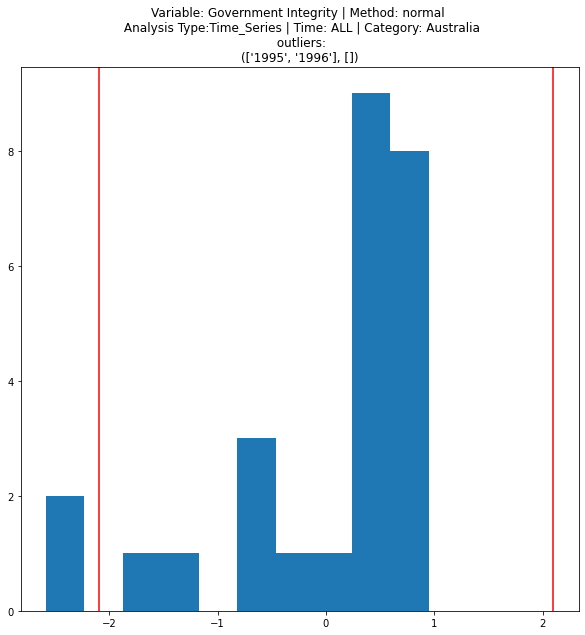 Variable: Government Integrity | Method: normal
Analysis Type:Time_Series | Time: ALL | Category: Australia
outliers:
(['1995', '1996'], [])
8
6
4
2
0
−2
−1
0
1
2